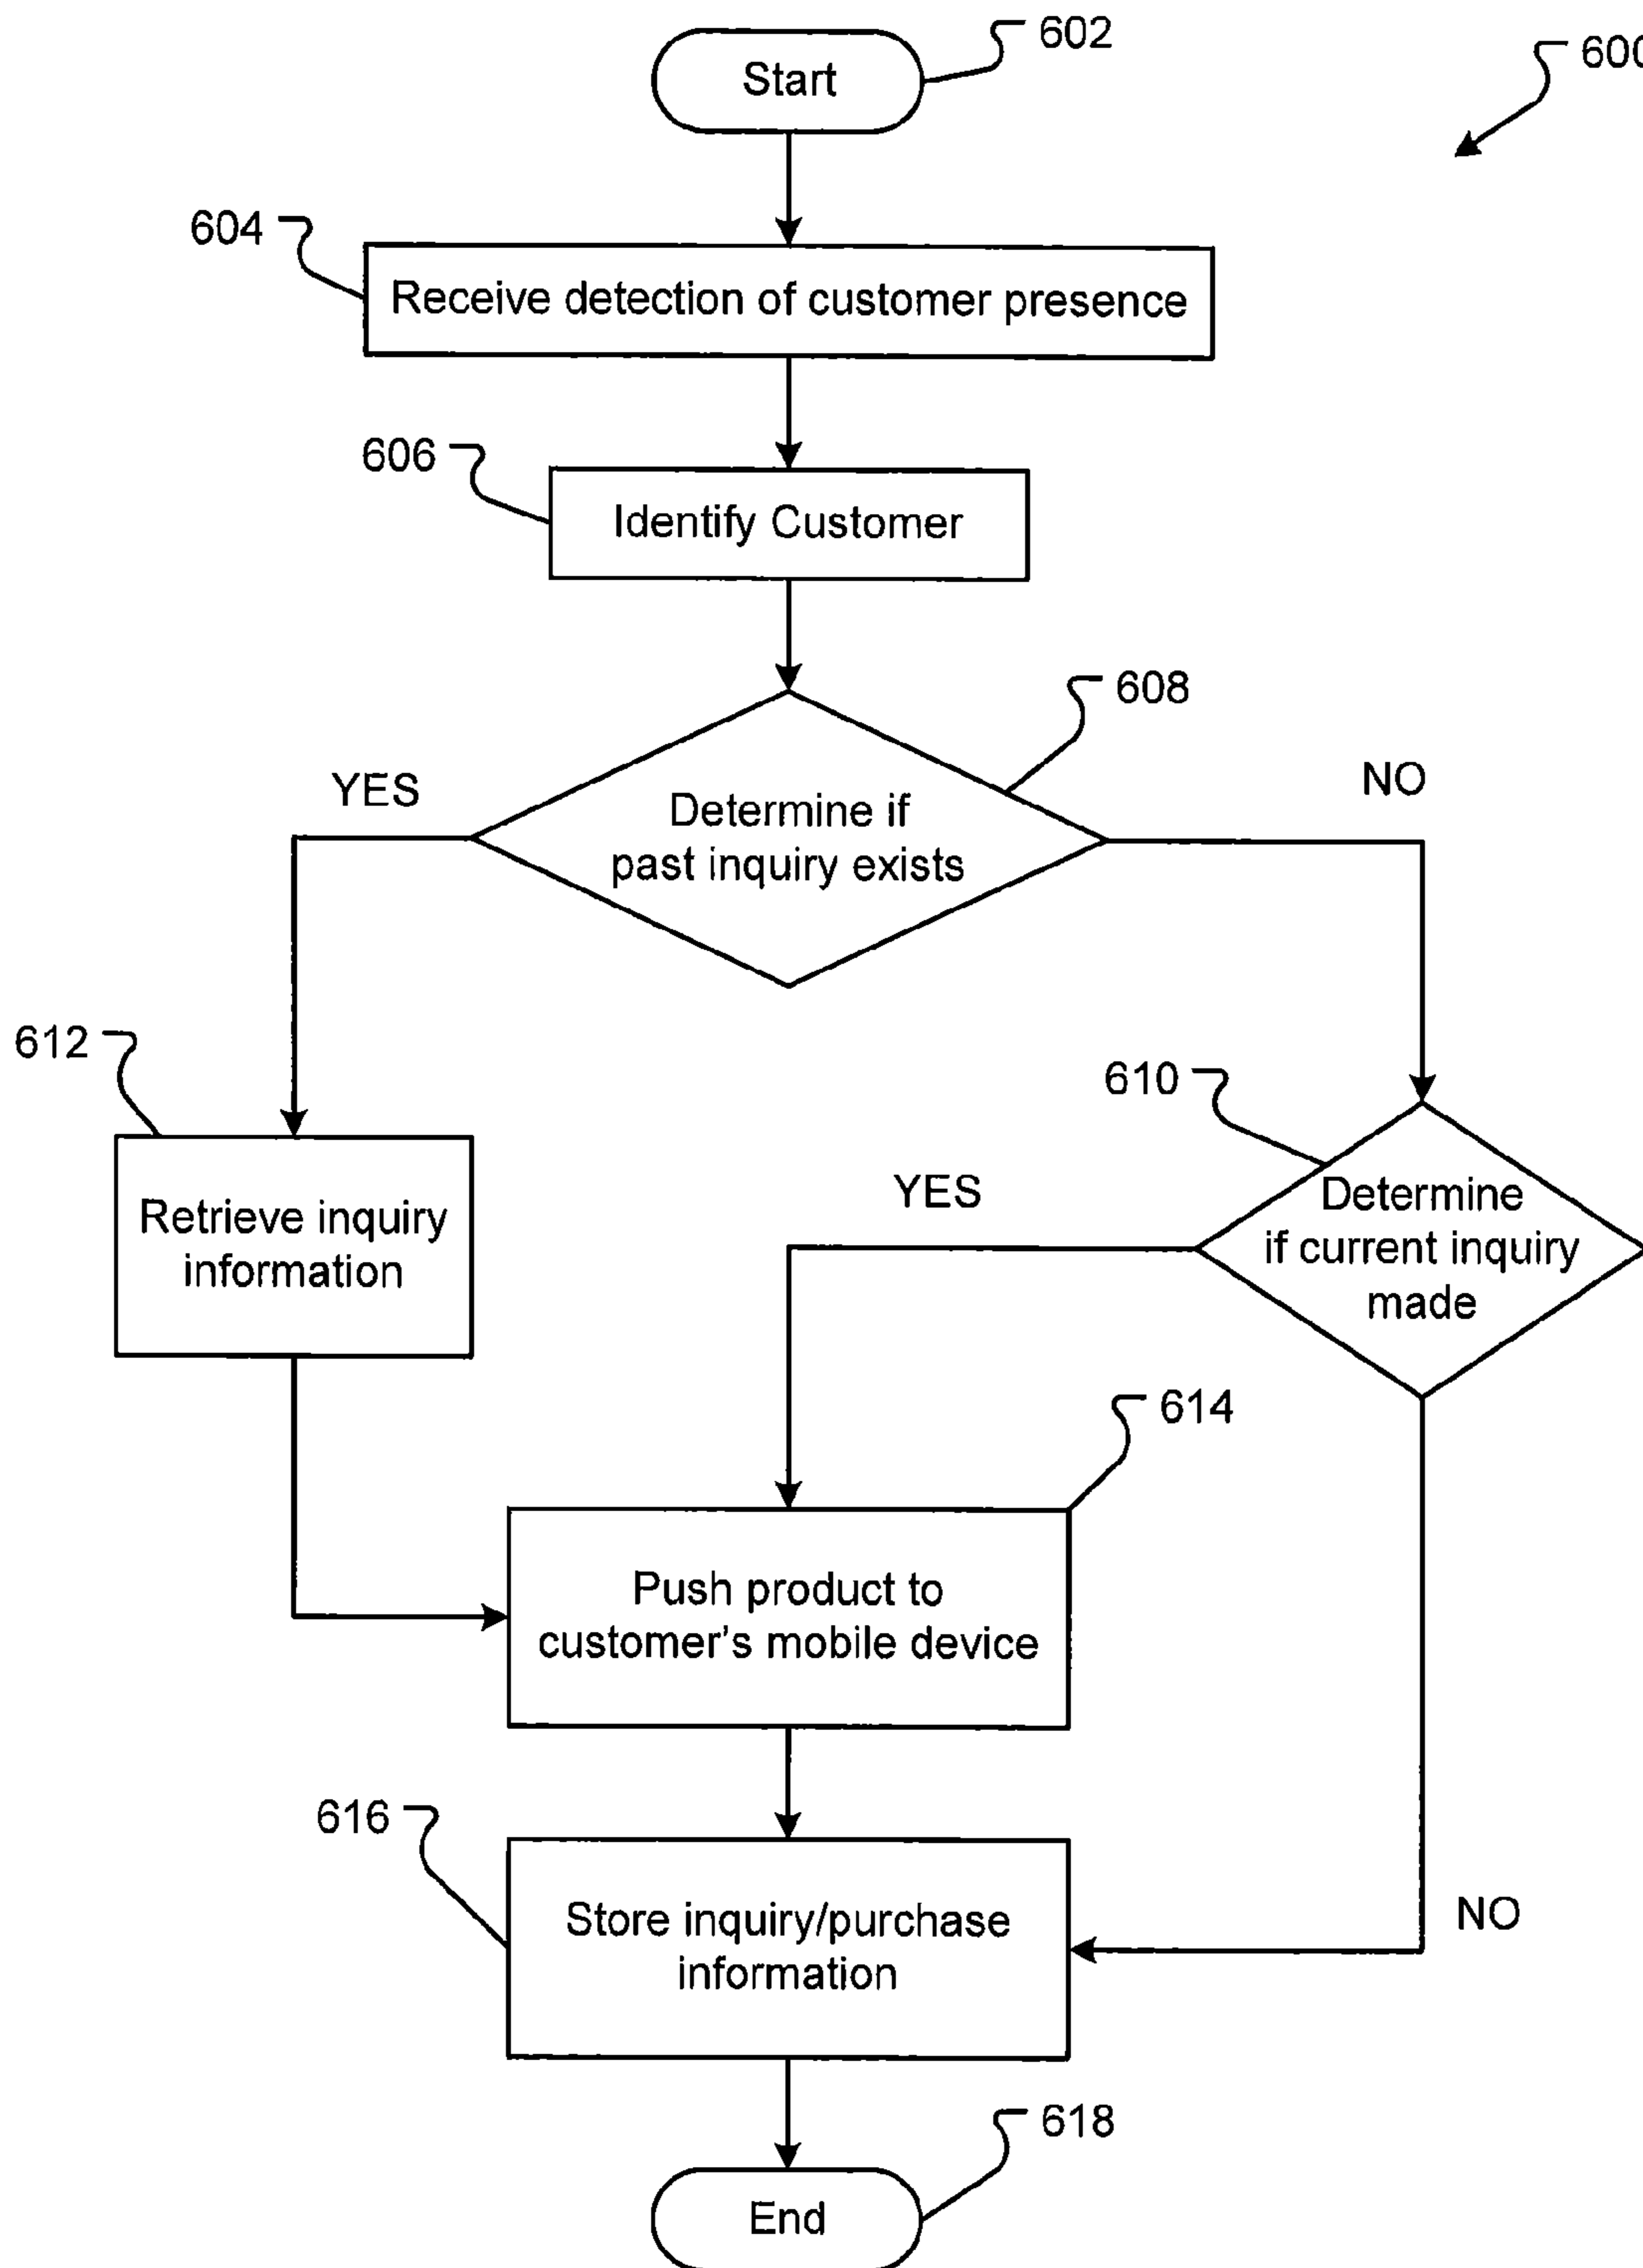 602
Start
600
604
Receive detection of customer presence
606
Identify Customer
608
YES
NO
Determine if
past inquiry exists
612
610
Retrieve inquiry
information
YES
Determine
if current inquiry
made
614
Push product to
customer's mobile device
616
Store inquiry/purchase
information
NO
618
End